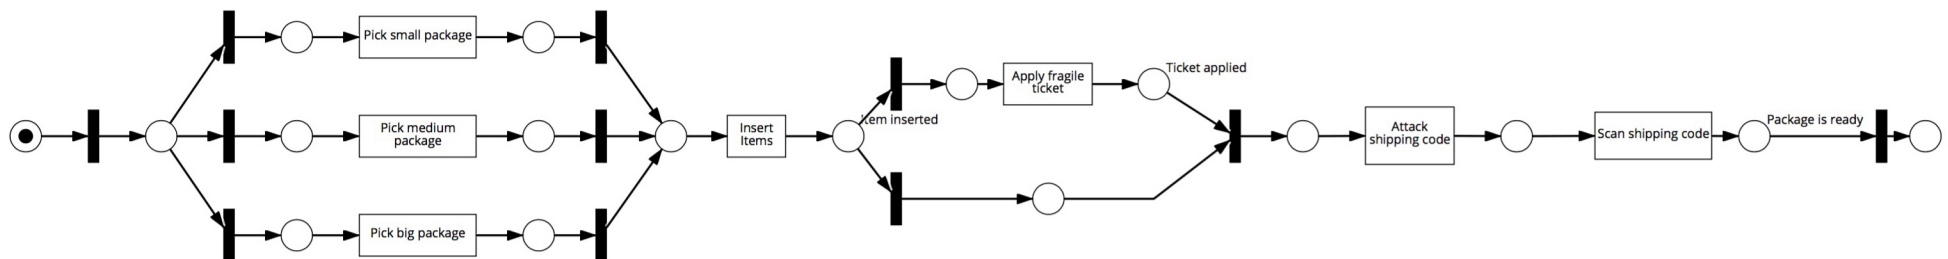 Pick small package
Pick medium
package
Pick big package
Insert
Items
Item inserted
Apply fragile
ticket
Ticket applied
Attack
shipping code
Scan shipping code
Package is ready